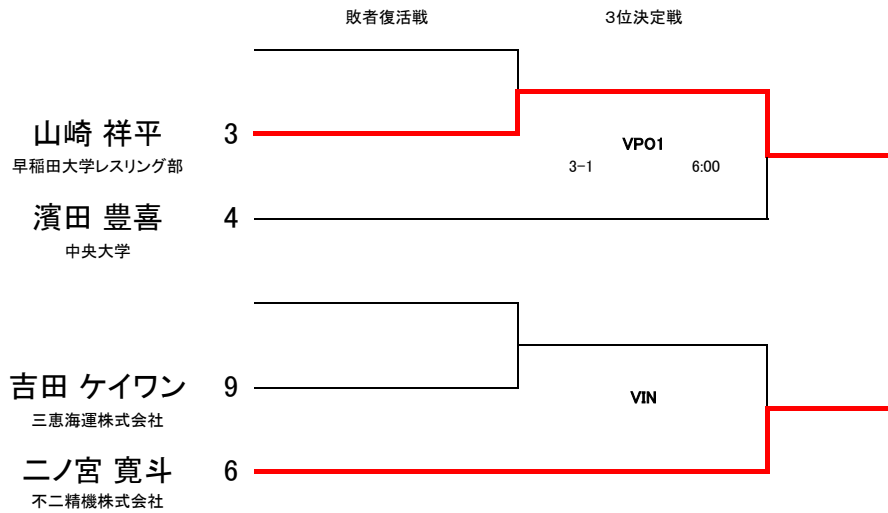 敗者復活戦 3位決定戦
山崎 祥平 3
早稲田大学レスリング部
VPO1
3-1 6:00
濱田 豊喜 4
中央大学
吉田 ケイワン 9
三恵海運株式会社
VIN
二ノ宮 寛斗 6
不二精機株式会社